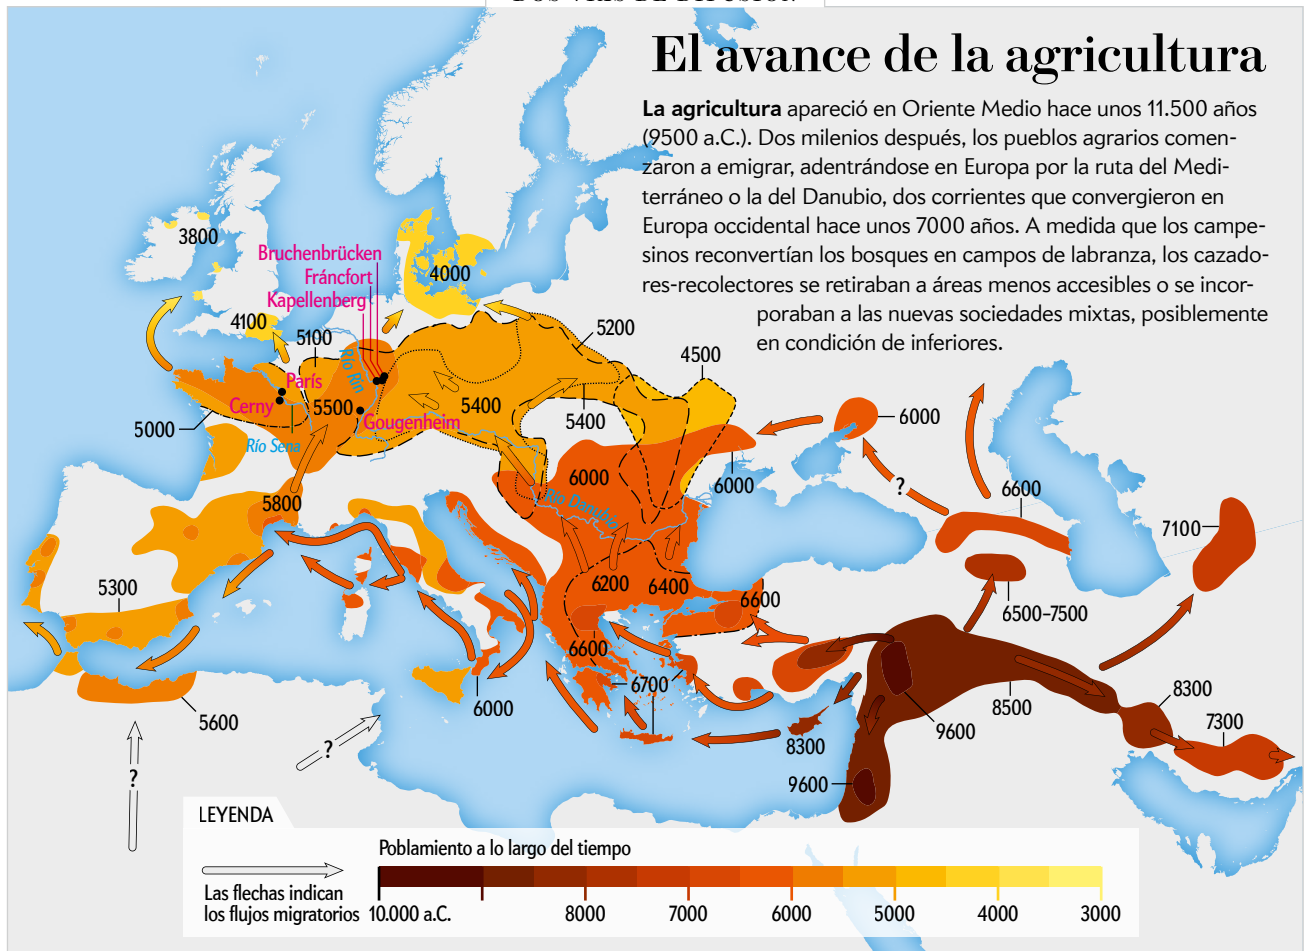 El avance de la agricultura
La agricultura apareció en Oriente Medio hace unos 11.500 años
(9500 a.C.). Dos milenios después, los pueblos agrarios comen-
zaron a emigrar, adentrándose en Europa por la ruta del Medi-
terráneo o la del Danubio, dos corrientes que convergieron en
Europa occidental hace unos 7000 años. A medida que los campe-
sinos reconvertían los bosques en campos de labranza, los cazado-
res-recolectores se retiraban a áreas menos accesibles o se incor-
poraban a las nuevas sociedades mixtas, posiblemente
en condición de inferiores.
3800
Bruchenbrücken
Fráncfort
Kapellenberg
4000
4100
5100
5200
4500
Río Rin
París
Cerny
5500
Gougenheim
5400
5400
5000
Río Sena
6000
6000
6000
Río Danubio
?
6600
7100
5800
5300
6200
6400
6600
6500–7500
6600
6700
6000
5600
8300
9600
8500
8300
7300
9600
?
?
LEYENDA
Las flechas indican
los flujos migratorios
Poblamiento a lo largo del tiempo
10.000 a.C.
8000
7000
6000
5000
4000
3000